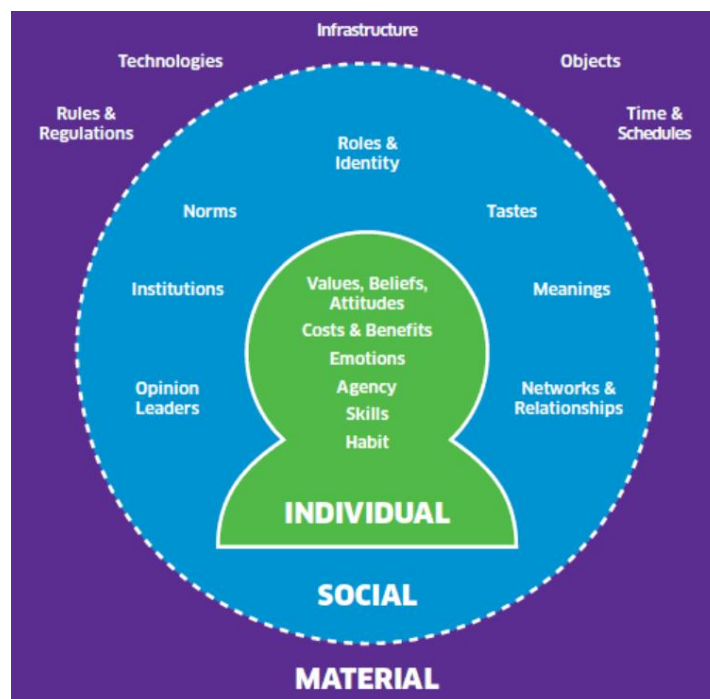 Infrastructure
Technologies
Objects
Rules &
Regulations
Time &
Schedules
Roles &
Identity
Norms
Tastes
Institutions
Values, Beliefs,
Attitudes
Meanings
Costs & Benefits
Emotions
Opinion
Leaders
Agency
Networks &
Relationships
Skills
Habit
INDIVIDUAL
SOCIAL
MATERIAL